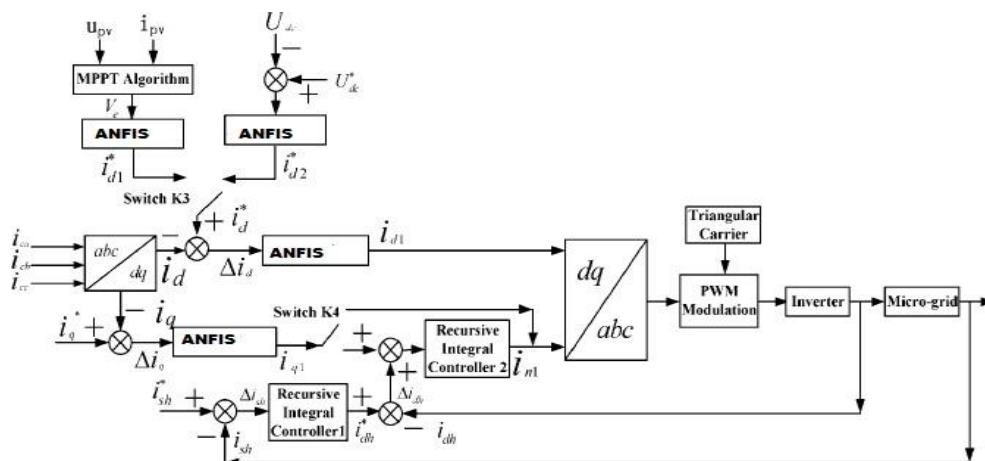 u_pv i_pv U_dc
−
MPPT Algorithm
+ U*_dc
V_e
ANFIS ANFIS
i*_d1 i*_d2
Switch K3
+ i*_d
i_ca abc − i_d1 Triangular
i_cb ANFIS Carrier
i_cc dq i_d Δi_d dq
− PWM
Modulation Inverter Micro-grid
i_q Switch K4
i_q* + Recursive abc
ANFIS + Integral
Δi_q i_q1 Controller 2 i_n1
+
i*_sh Recursive Δi_dh
+ Δi_sh Integral +
Controller1 i*_dh − i_dh
− i_sh